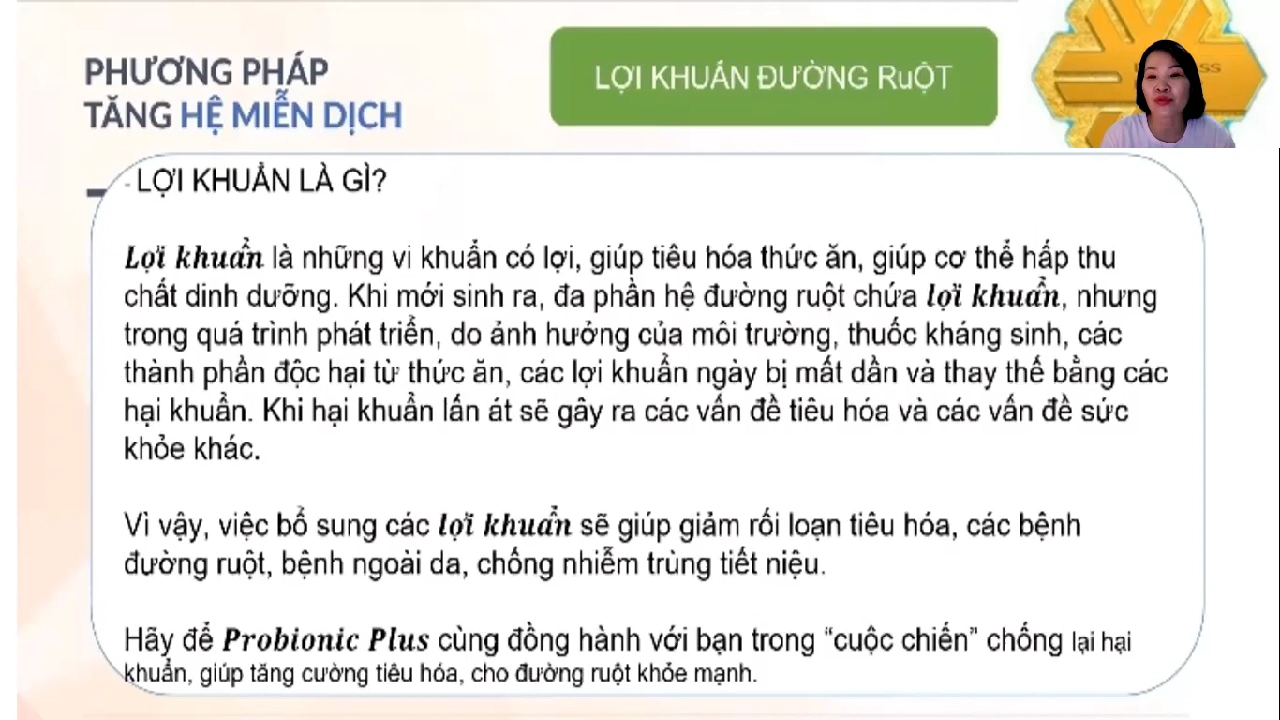 PHƯƠNG PHÁP
TĂNG HỆ MIỄN DỊCH
LỢI KHUẨN ĐƯỜNG RuỘT
- LỢI KHUẨN LÀ GÌ?
Lợi khuẩn là những vi khuẩn có lợi, giúp tiêu hóa thức ăn, giúp cơ thể hấp thu
chất dinh dưỡng. Khi mới sinh ra, đa phần hệ đường ruột chứa lợi khuẩn, nhưng
trong quá trình phát triển, do ảnh hưởng của môi trường, thuốc kháng sinh, các
thành phần độc hại từ thức ăn, các lợi khuẩn ngày bị mất dần và thay thế bằng các
hại khuẩn. Khi hại khuẩn lấn át sẽ gây ra các vấn đề tiêu hóa và các vấn đề sức
khỏe khác.
Vì vậy, việc bổ sung các lợi khuẩn sẽ giúp giảm rối loạn tiêu hóa, các bệnh
đường ruột, bệnh ngoài da, chống nhiễm trùng tiết niệu.
Hãy để Probionic Plus cùng đồng hành với bạn trong “cuộc chiến” chống lại hại
khuẩn, giúp tăng cường tiêu hóa, cho đường ruột khỏe mạnh.